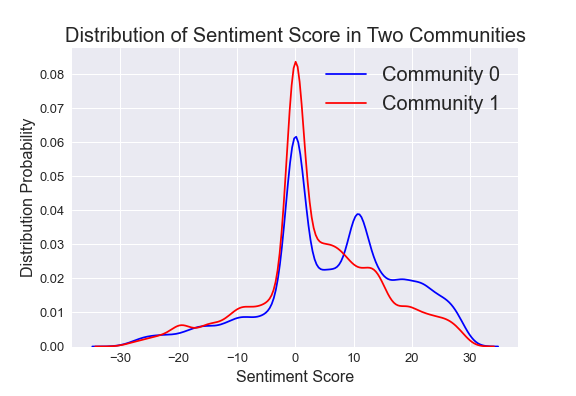 Distribution of Sentiment Score in Two Communities
Community 0
Community 1
Distribution Probability
0.08
0.07
0.06
0.05
0.04
0.03
0.02
0.01
0.00
−30 −20 −10 0 10 20 30
Sentiment Score